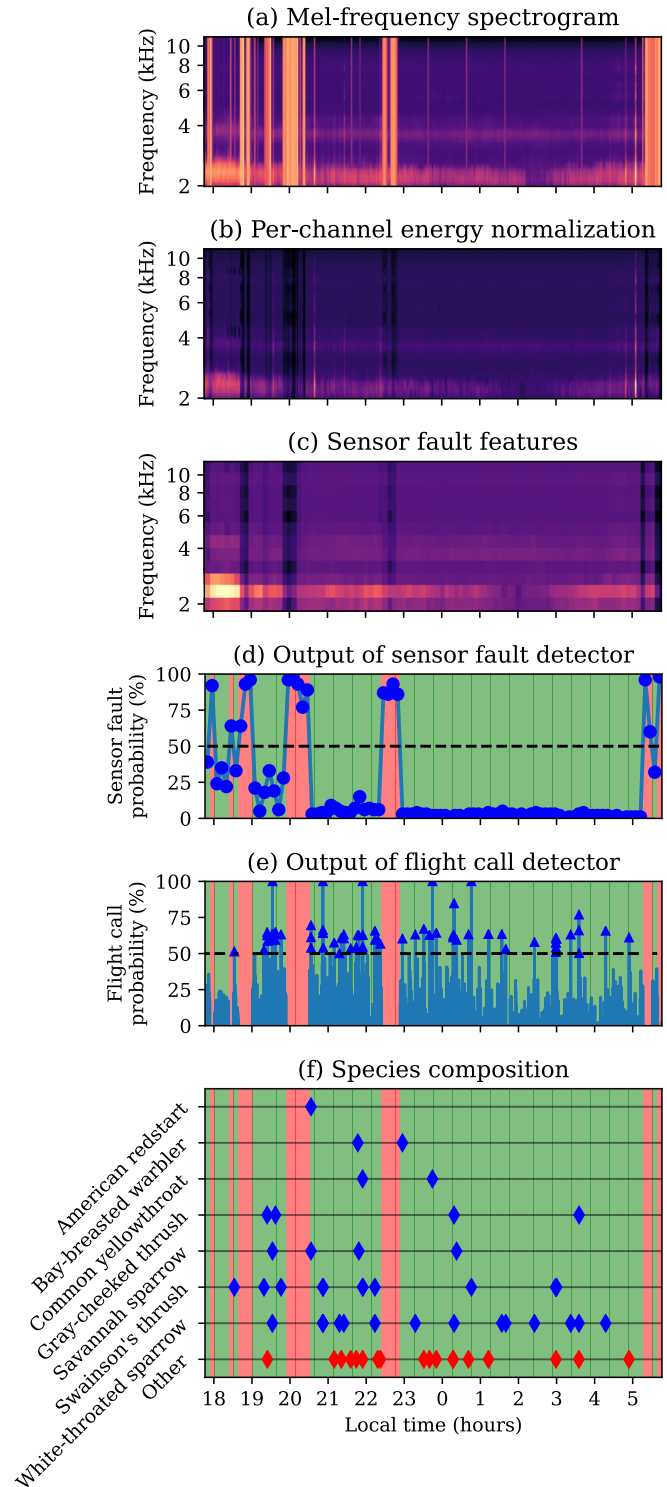 (a) Mel-frequency spectrogram
10
8
6
4
2
Frequency (kHz)
(b) Per-channel energy normalization
10
8
6
4
2
Frequency (kHz)
(c) Sensor fault features
10
8
6
4
2
Frequency (kHz)
(d) Output of sensor fault detector
100
75
50
25
0
Sensor fault
probability (%)
(e) Output of flight call detector
100
75
50
25
0
Flight call
probability (%)
(f) Species composition
American redstart
Bay-breasted warbler
Common yellowthroat
Gray-cheeked thrush
Savannah sparrow
Swainson's thrush
White-throated sparrow
Other
18 19 20 21 22 23 0 1 2 3 4 5
Local time (hours)